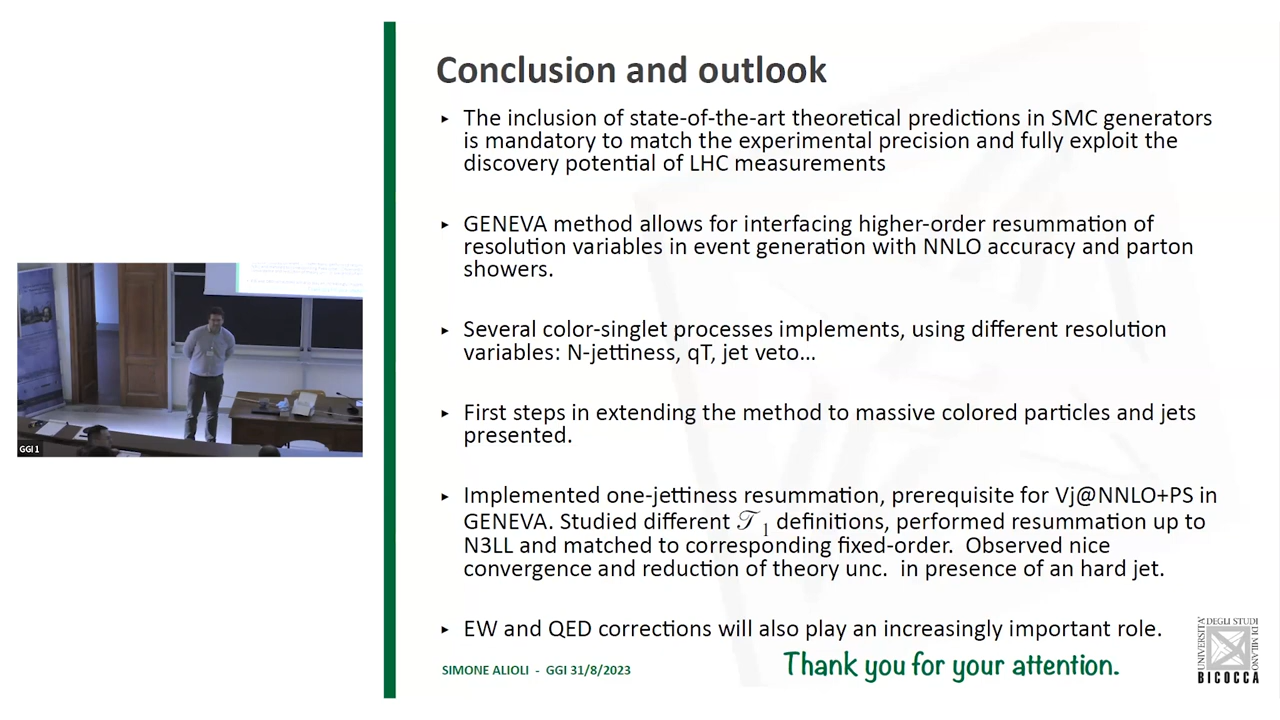 Conclusion and outlook
▸ The inclusion of state-of-the-art theoretical predictions in SMC generators
is mandatory to match the experimental precision and fully exploit the
discovery potential of LHC measurements
▸ GENEVA method allows for interfacing higher-order resummation of
resolution variables in event generation with NNLO accuracy and parton
showers.
▸ Several color-singlet processes implements, using different resolution
variables: N-jettiness, qT, jet veto…
▸ First steps in extending the method to massive colored particles and jets
presented.
▸ Implemented one-jettiness resummation, prerequisite for Vj@NNLO+PS in
GENEVA. Studied different 𝒯₁ definitions, performed resummation up to
N3LL and matched to corresponding fixed-order. Observed nice
convergence and reduction of theory unc. in presence of an hard jet.
▸ EW and QED corrections will also play an increasingly important role.
SIMONE ALIOLI - GGI 31/8/2023
Thank you for your attention.
UNIVERSITÀ
DEGLI STUDI
DI MILANO
BICOCCA
GGI 1